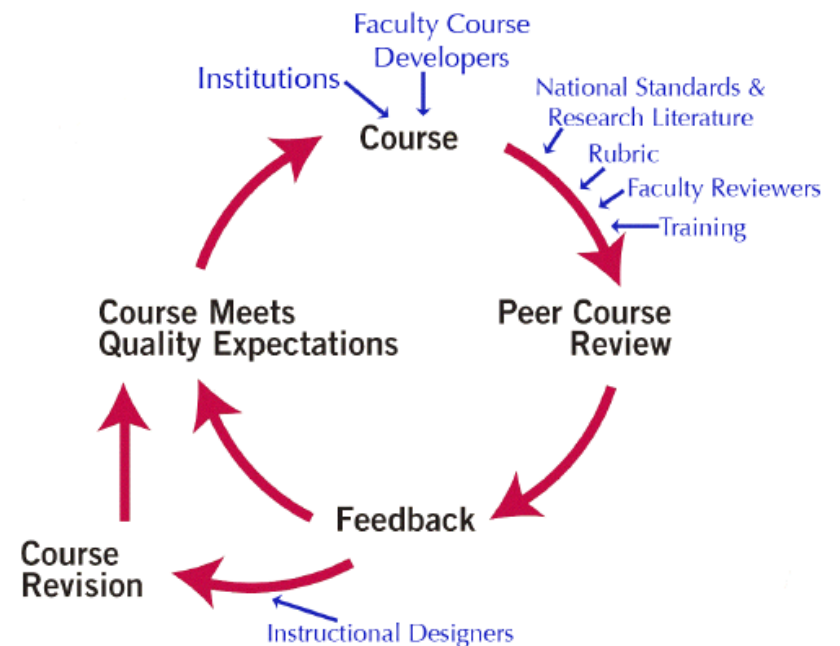 Faculty Course
Developers
Institutions
Course
National Standards &
Research Literature
Rubric
Faculty Reviewers
Training
Peer Course
Review
Course Meets
Quality Expectations
Feedback
Course
Revision
Instructional Designers